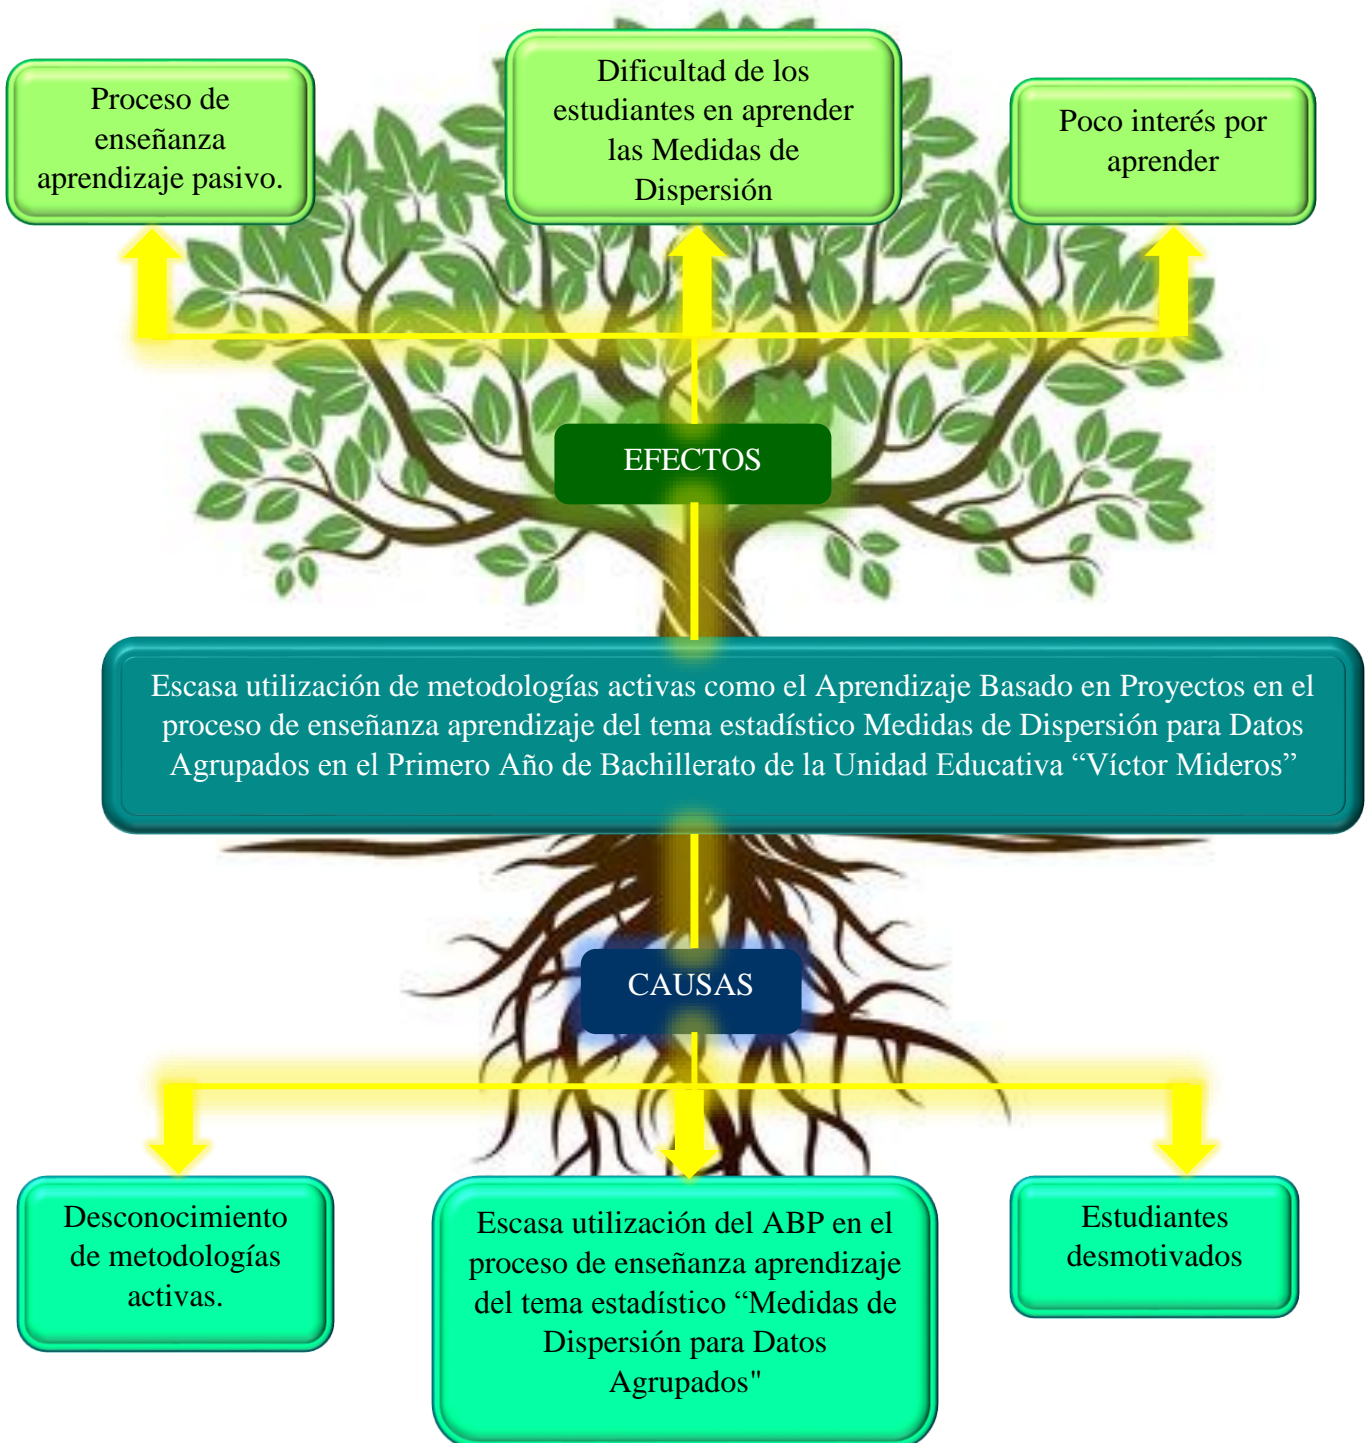 Proceso de
enseñanza
aprendizaje pasivo.
Dificultad de los
estudiantes en aprender
las Medidas de
Dispersión
Poco interés por
aprender
EFECTOS
Escasa utilización de metodologías activas como el Aprendizaje Basado en Proyectos en el
proceso de enseñanza aprendizaje del tema estadístico Medidas de Dispersión para Datos
Agrupados en el Primero Año de Bachillerato de la Unidad Educativa “Víctor Mideros”
CAUSAS
Desconocimiento
de metodologías
activas.
Escasa utilización del ABP en el
proceso de enseñanza aprendizaje
del tema estadístico “Medidas de
Dispersión para Datos
Agrupados"
Estudiantes
desmotivados